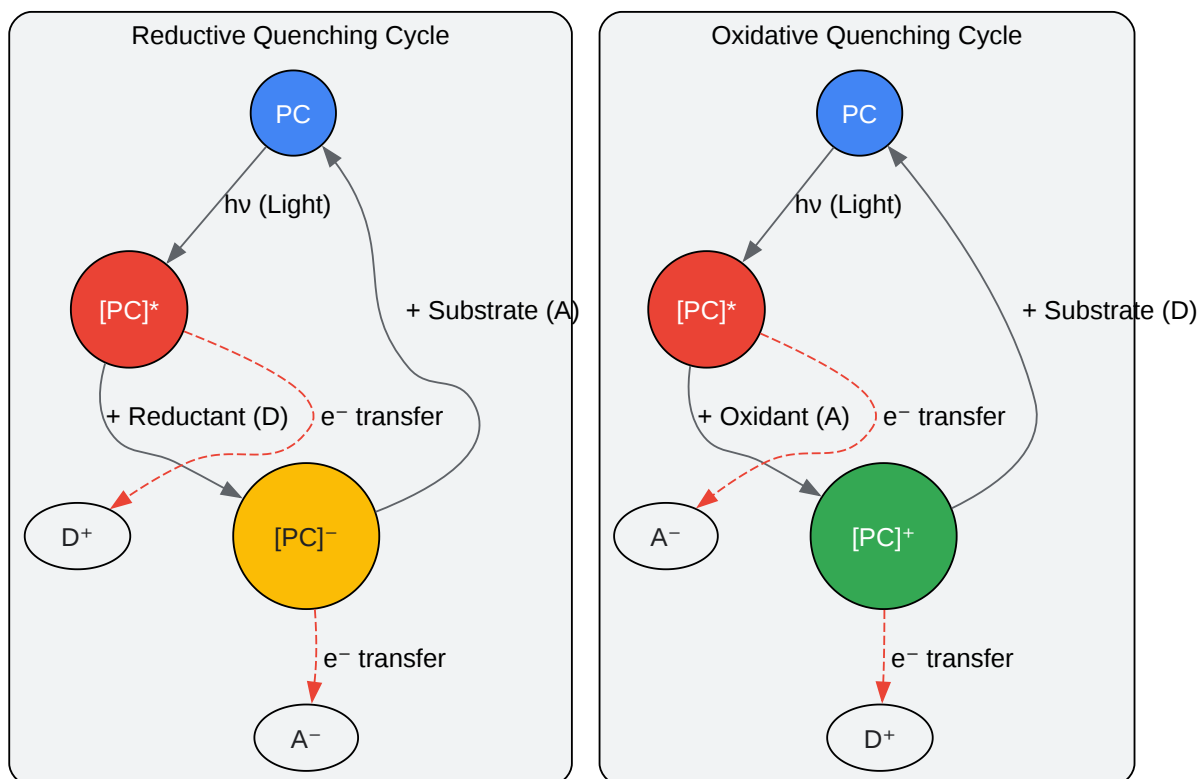 Reductive Quenching Cycle
PC
hν (Light)
[PC]*
+ Substrate (A)
+ Reductant (D)
e⁻ transfer
D⁺
[PC]⁻
e⁻ transfer
A⁻
Oxidative Quenching Cycle
PC
hν (Light)
[PC]*
+ Substrate (D)
+ Oxidant (A)
e⁻ transfer
A⁻
[PC]⁺
e⁻ transfer
D⁺